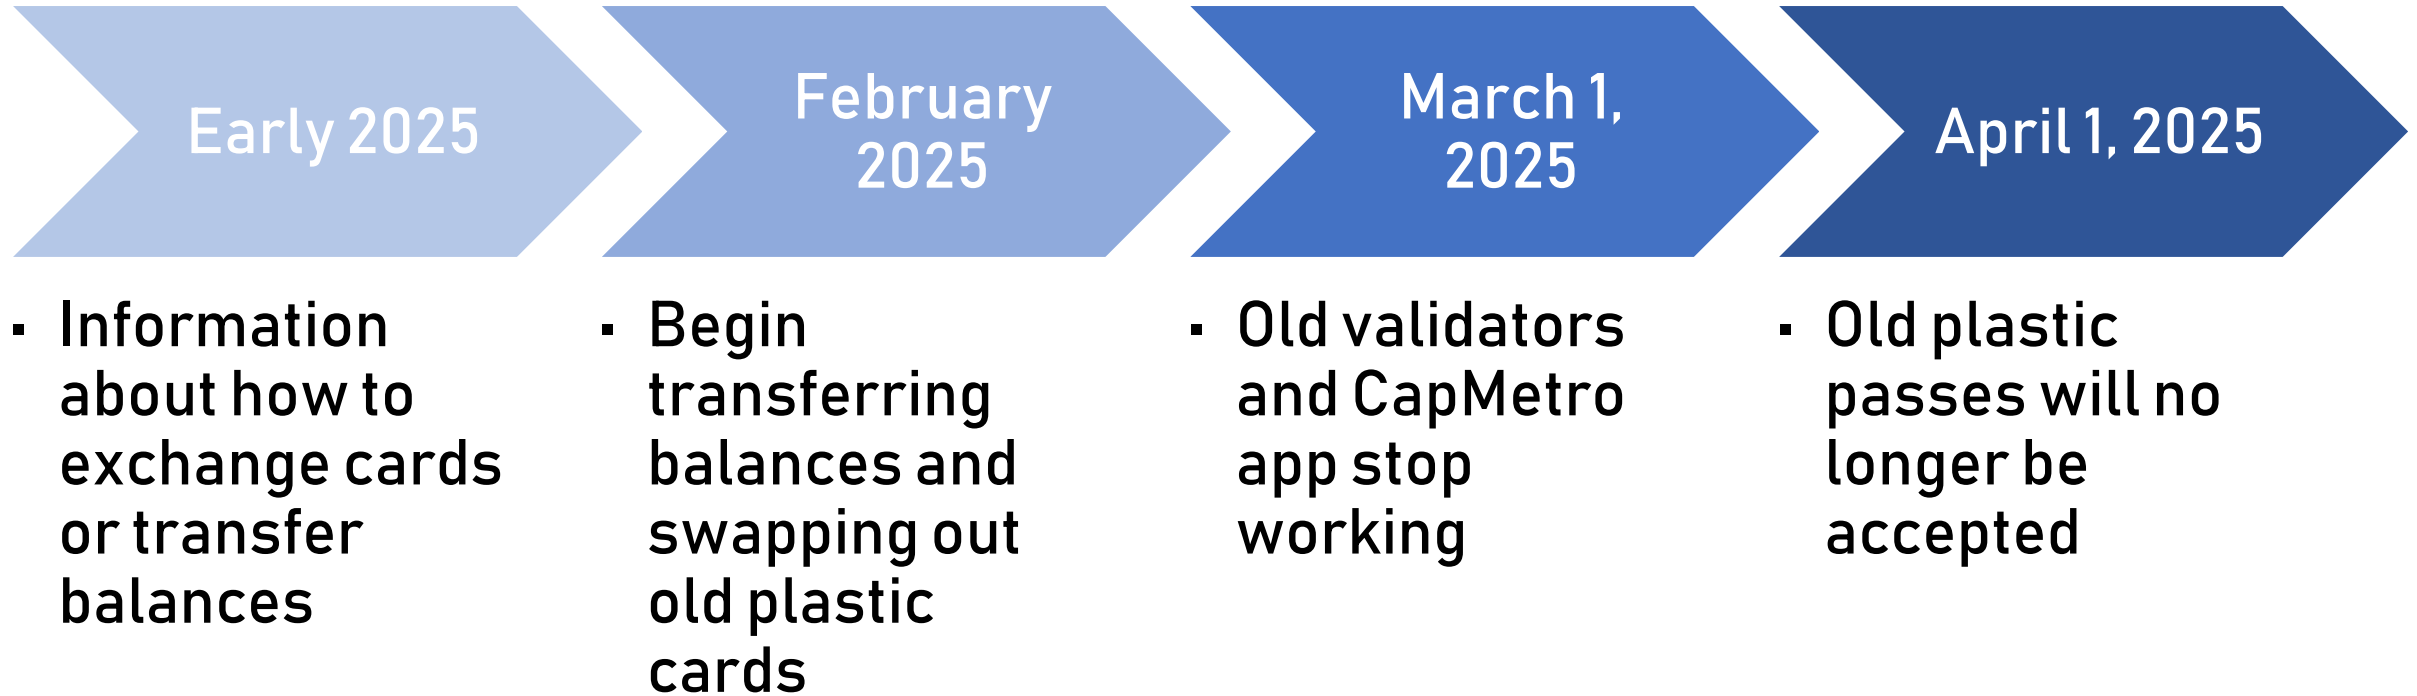 Early 2025
February
2025
March 1,
2025
April 1, 2025
▪ Information
about how to
exchange cards
or transfer
balances
▪ Begin
transferring
balances and
swapping out
old plastic
cards
▪ Old validators
and CapMetro
app stop
working
▪ Old plastic
passes will no
longer be
accepted